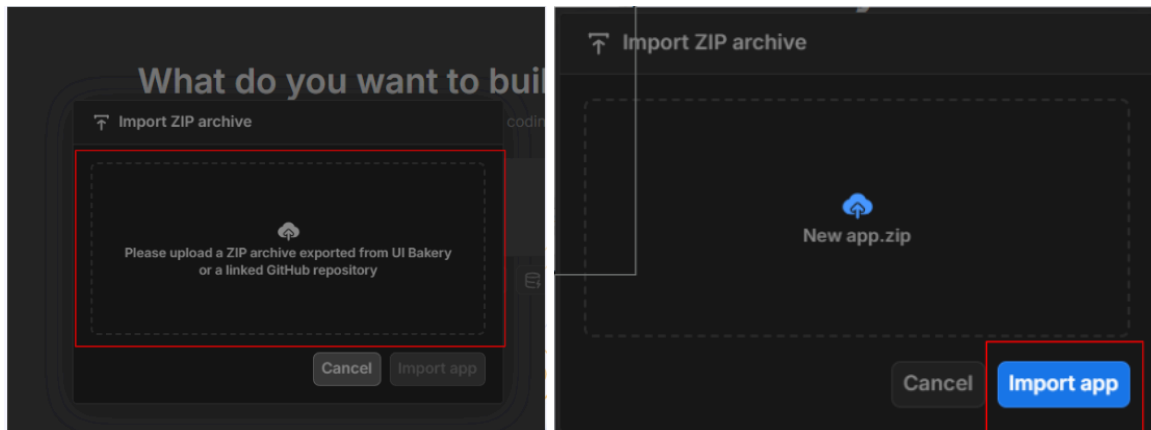 What do you want to buil
Import ZIP archive
codin
Please upload a ZIP archive exported from UI Bakery
or a linked GitHub repository
Cancel
Import app
Import ZIP archive
New app.zip
Cancel
Import app